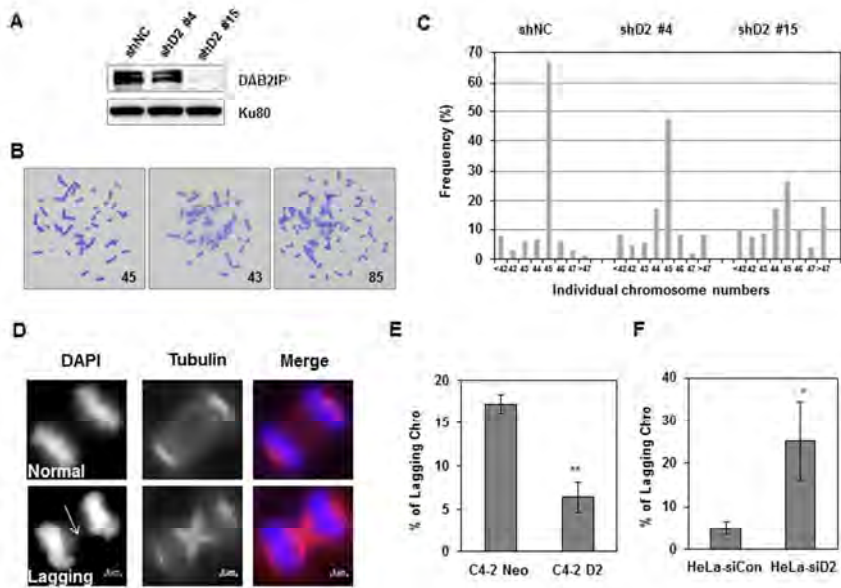 A
shNC
shD2 #4
shD2 #15
DAB2IP
Ku80
B
45
43
85
C
shNC shD2 #4 shD2 #15
Frequency (%)
70
60
50
40
30
20
10
0
<42 42 43 44 45 46 47 >47 <42 42 43 44 45 46 47 >47 <42 42 43 44 45 46 47 >47
Individual chromosome numbers
D
DAPI Tubulin Merge
Normal
Lagging
E
% of Lagging Chro
20
15
10
5
0
**
C4-2 Neo C4-2 D2
F
% of Lagging Chro
40
30
20
10
0
*
HeLa-siCon HeLa-siD2